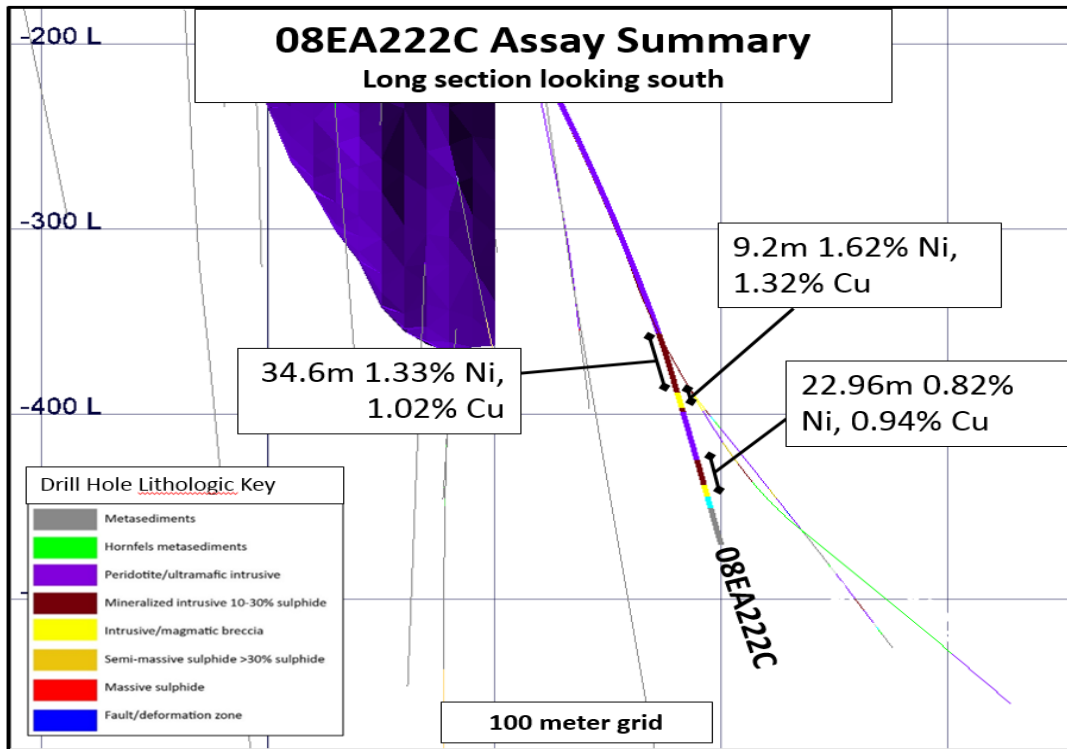 08EA222C Assay Summary
Long section looking south
-200 L
-300 L
-400 L
-
9.2m 1.62% Ni,
1.32% Cu
34.6m 1.33% Ni,
1.02% Cu
22.96m 0.82%
Ni, 0.94% Cu
08EA222C
Drill Hole Lithologic Key
Metasediments
Hornfels metasediments
Peridotite/ultramafic intrusive
Mineralized intrusive 10-30% sulphide
Intrusive/magmatic breccia
Semi-massive sulphide >30% sulphide
Massive sulphide
Fault/deformation zone
100 meter grid